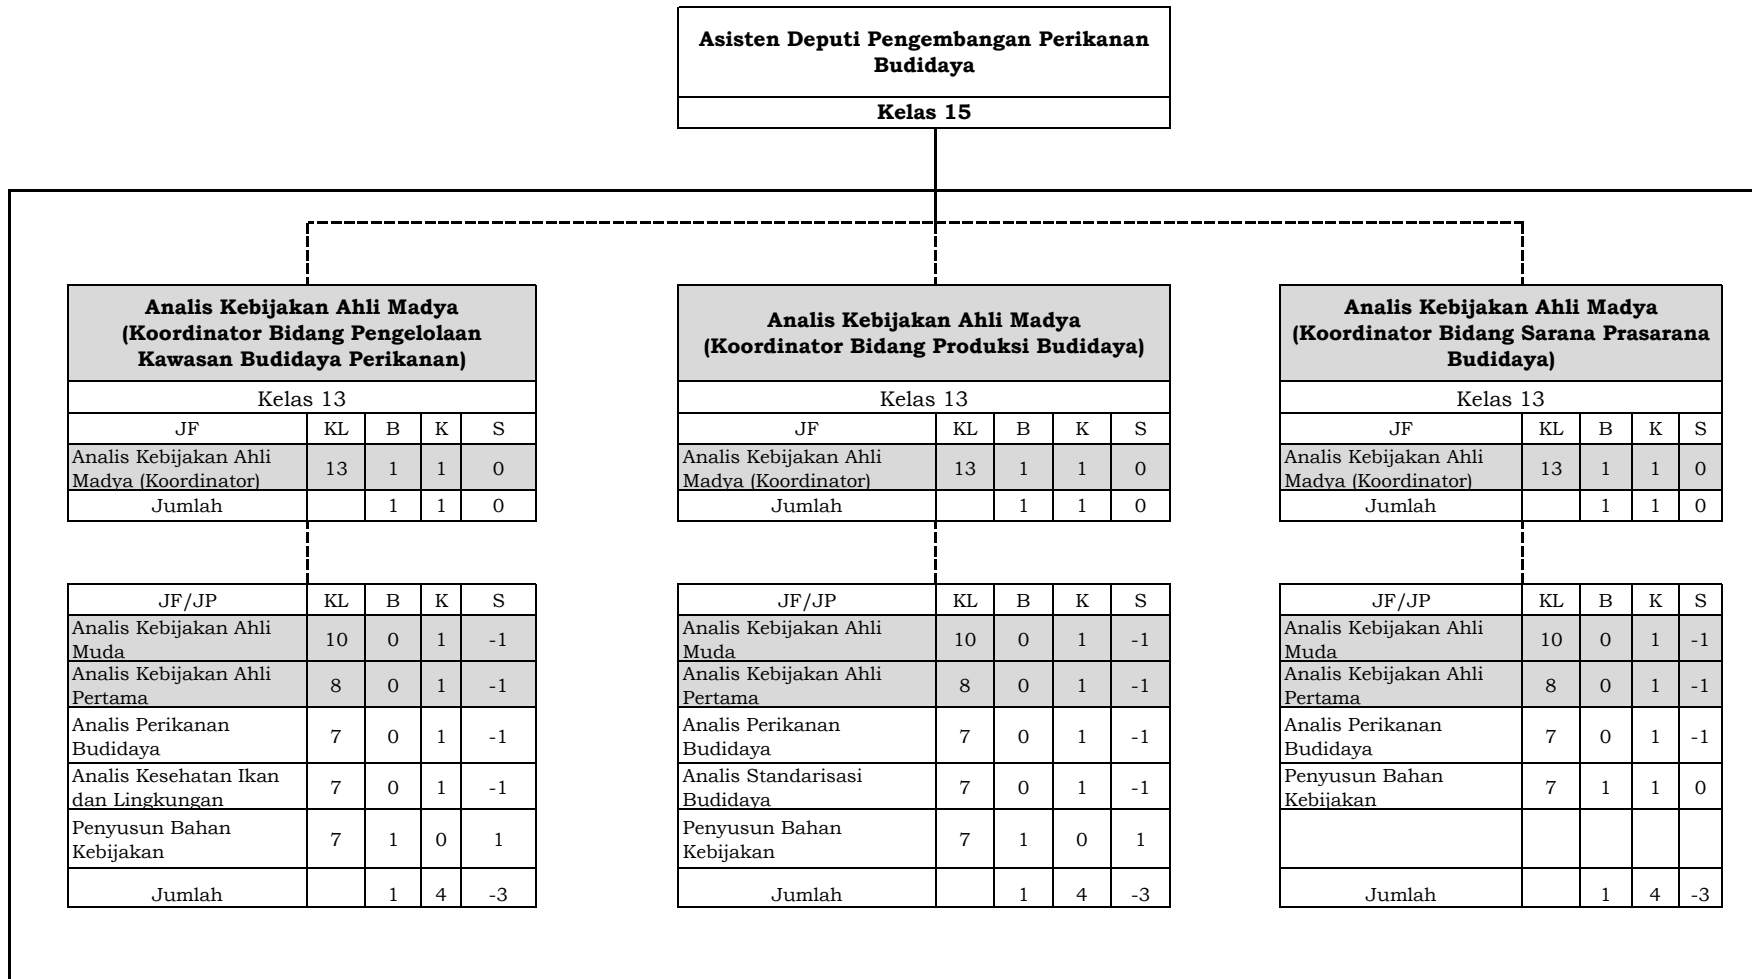 Asisten Deputi Pengembangan Perikanan
Budidaya
Kelas 15
Analis Kebijakan Ahli Madya
(Koordinator Bidang Pengelolaan
Kawasan Budidaya Perikanan)
Kelas 13
JF KL B K S
Analis Kebijakan Ahli
Madya (Koordinator) 13 1 1 0
Jumlah 1 1 0
JF/JP KL B K S
Analis Kebijakan Ahli
Muda 10 0 1 -1
Analis Kebijakan Ahli
Pertama 8 0 1 -1
Analis Perikanan
Budidaya 7 0 1 -1
Analis Kesehatan Ikan
dan Lingkungan 7 0 1 -1
Penyusun Bahan
Kebijakan 7 1 0 1
Jumlah 1 4 -3
Analis Kebijakan Ahli Madya
(Koordinator Bidang Produksi Budidaya)
Kelas 13
JF KL B K S
Analis Kebijakan Ahli
Madya (Koordinator) 13 1 1 0
Jumlah 1 1 0
JF/JP KL B K S
Analis Kebijakan Ahli
Muda 10 0 1 -1
Analis Kebijakan Ahli
Pertama 8 0 1 -1
Analis Perikanan
Budidaya 7 0 1 -1
Analis Standarisasi
Budidaya 7 0 1 -1
Penyusun Bahan
Kebijakan 7 1 0 1
Jumlah 1 4 -3
Analis Kebijakan Ahli Madya
(Koordinator Bidang Sarana Prasarana
Budidaya)
Kelas 13
JF KL B K S
Analis Kebijakan Ahli
Madya (Koordinator) 13 1 1 0
Jumlah 1 1 0
JF/JP KL B K S
Analis Kebijakan Ahli
Muda 10 0 1 -1
Analis Kebijakan Ahli
Pertama 8 0 1 -1
Analis Perikanan
Budidaya 7 0 1 -1
Penyusun Bahan
Kebijakan 7 1 1 0
Jumlah 1 4 -3